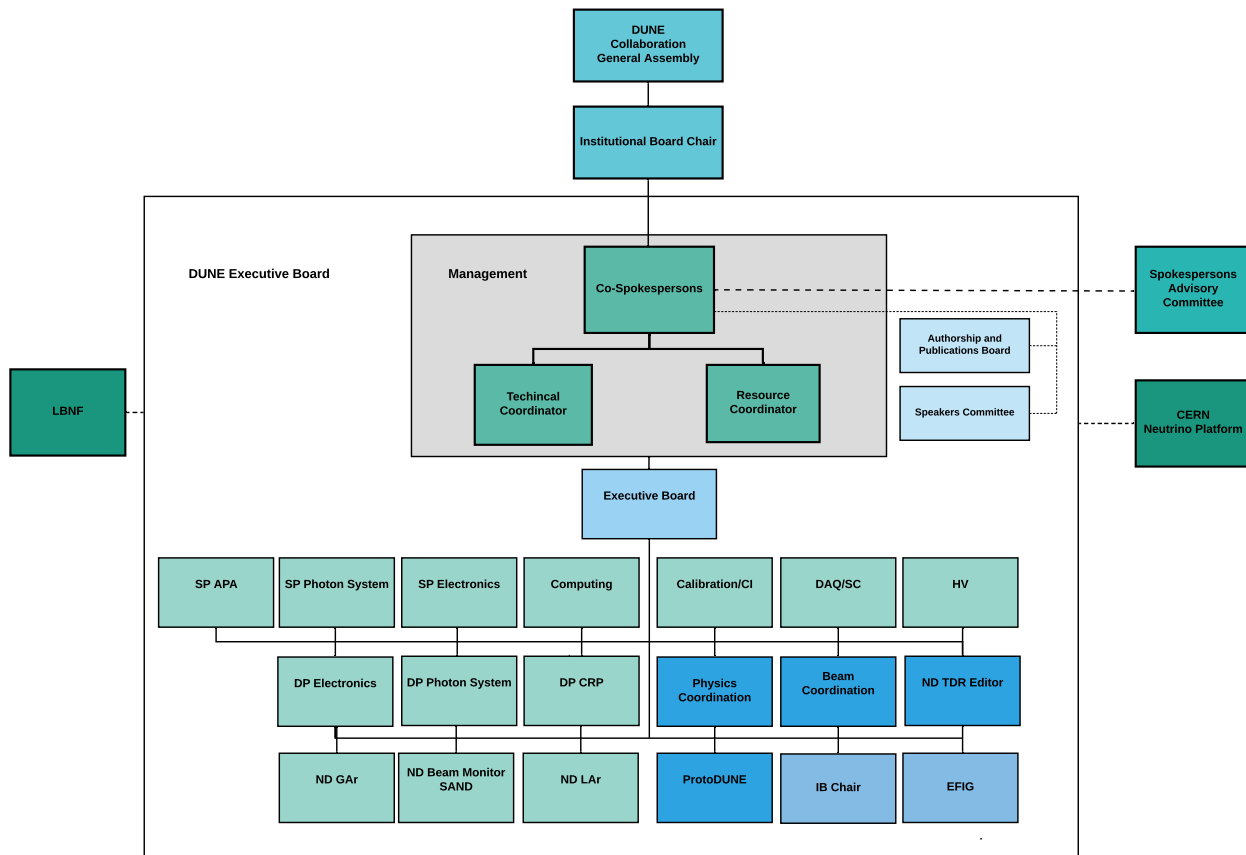 DUNE
Collaboration
General Assembly
Institutional Board Chair
DUNE Executive Board
Management
Co-Spokespersons
Spokespersons
Advisory
Committee
Authorship and
Publications Board
LBNF
Techincal
Coordinator
Resource
Coordinator
Speakers Committee
CERN
Neutrino Platform
Executive Board
SP APA
SP Photon System
SP Electronics
Computing
Calibration/CI
DAQ/SC
HV
DP Electronics
DP Photon System
DP CRP
Physics
Coordination
Beam
Coordination
ND TDR Editor
ND GAr
ND Beam Monitor
SAND
ND LAr
ProtoDUNE
IB Chair
EFIG